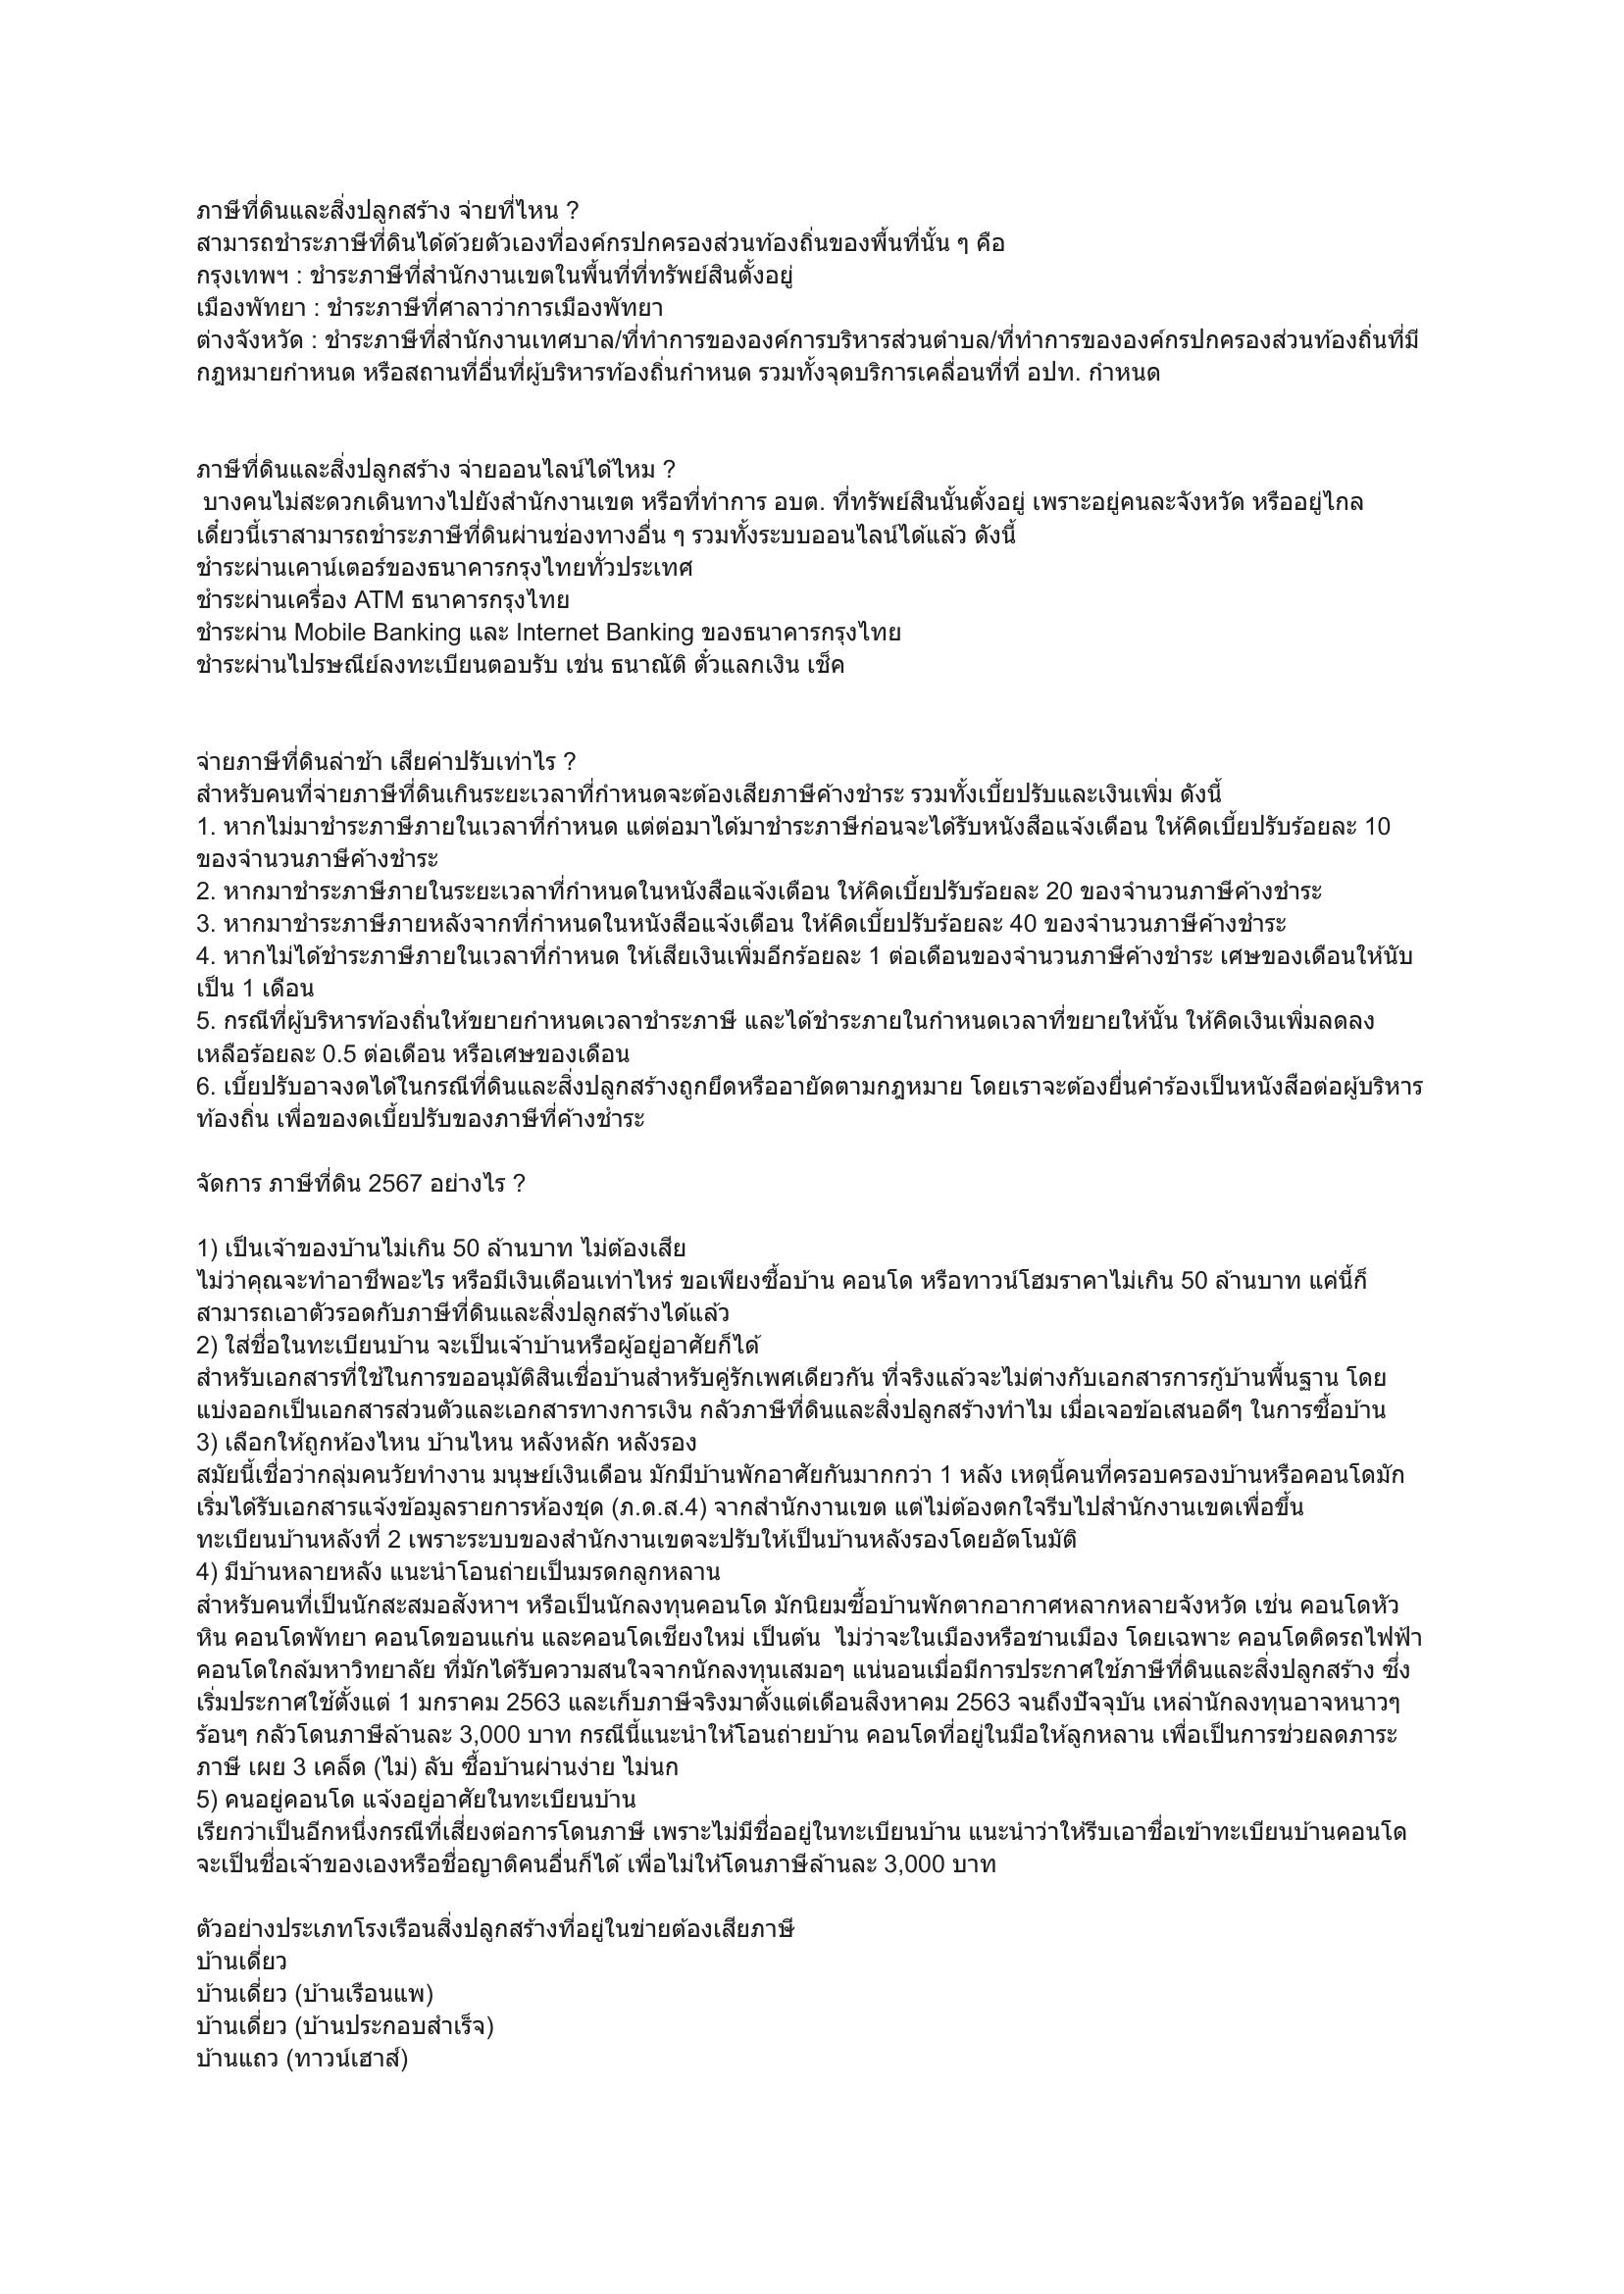 ภาษีที่ดินและสิ่งปลูกสร้าง จ่ายที่ไหน ?
สามารถชำระภาษีที่ดินได้ด้วยตัวเองที่องค์กรปกครองส่วนท้องถิ่นของพื้นที่นั้น ๆ คือ
กรุงเทพฯ : ชำระภาษีที่สำนักงานเขตในพื้นที่ที่ทรัพย์สินตั้งอยู่
เมืองพัทยา : ชำระภาษีที่ศาลาว่าการเมืองพัทยา
ต่างจังหวัด : ชำระภาษีที่สำนักงานเทศบาล/ที่ทำการขององค์การบริหารส่วนตำบล/ที่ทำการขององค์กรปกครองส่วนท้องถิ่นที่มี
กฎหมายกำหนด หรือสถานที่อื่นที่ผู้บริหารท้องถิ่นกำหนด รวมทั้งจุดบริการเคลื่อนที่ที่ อปท. กำหนด
ภาษีที่ดินและสิ่งปลูกสร้าง จ่ายออนไลน์ได้ไหม ?
บางคนไม่สะดวกเดินทางไปยังสำนักงานเขต หรือที่ทำการ อบต. ที่ทรัพย์สินนั้นตั้งอยู่ เพราะอยู่คนละจังหวัด หรืออยู่ไกล
เดี๋ยวนี้เราสามารถชำระภาษีที่ดินผ่านช่องทางอื่น ๆ รวมทั้งระบบออนไลน์ได้แล้ว ดังนี้
ชำระผ่านเคาน์เตอร์ของธนาคารกรุงไทยทั่วประเทศ
ชำระผ่านเครื่อง ATM ธนาคารกรุงไทย
ชำระผ่าน Mobile Banking และ Internet Banking ของธนาคารกรุงไทย
ชำระผ่านไปรษณีย์ลงทะเบียนตอบรับ เช่น ธนาณัติ ตั๋วแลกเงิน เช็ค
จ่ายภาษีที่ดินล่าช้า เสียค่าปรับเท่าไร ?
สำหรับคนที่จ่ายภาษีที่ดินเกินระยะเวลาที่กำหนดจะต้องเสียภาษีค้างชำระ รวมทั้งเบี้ยปรับและเงินเพิ่ม ดังนี้
1. หากไม่มาชำระภาษีภายในเวลาที่กำหนด แต่ต่อมาได้มาชำระภาษีก่อนจะได้รับหนังสือแจ้งเตือน ให้คิดเบี้ยปรับร้อยละ 10
ของจำนวนภาษีค้างชำระ
2. หากมาชำระภาษีภายในระยะเวลาที่กำหนดในหนังสือแจ้งเตือน ให้คิดเบี้ยปรับร้อยละ 20 ของจำนวนภาษีค้างชำระ
3. หากมาชำระภาษีภายหลังจากที่กำหนดในหนังสือแจ้งเตือน ให้คิดเบี้ยปรับร้อยละ 40 ของจำนวนภาษีค้างชำระ
4. หากไม่ได้ชำระภาษีภายในเวลาที่กำหนด ให้เสียเงินเพิ่มอีกร้อยละ 1 ต่อเดือนของจำนวนภาษีค้างชำระ เศษของเดือนให้นับ
เป็น 1 เดือน
5. กรณีที่ผู้บริหารท้องถิ่นให้ขยายกำหนดเวลาชำระภาษี และได้ชำระภายในกำหนดเวลาที่ขยายให้นั้น ให้คิดเงินเพิ่มลดลง
เหลือร้อยละ 0.5 ต่อเดือน หรือเศษของเดือน
6. เบี้ยปรับอาจงดได้ในกรณีที่ดินและสิ่งปลูกสร้างถูกยึดหรืออายัดตามกฎหมาย โดยเราจะต้องยื่นคำร้องเป็นหนังสือต่อผู้บริหาร
ท้องถิ่น เพื่อของดเบี้ยปรับของภาษีที่ค้างชำระ
จัดการ ภาษีที่ดิน 2567 อย่างไร ?
1) เป็นเจ้าของบ้านไม่เกิน 50 ล้านบาท ไม่ต้องเสีย
ไม่ว่าคุณจะทำอาชีพอะไร หรือมีเงินเดือนเท่าไหร่ ขอเพียงซื้อบ้าน คอนโด หรือทาวน์โฮมราคาไม่เกิน 50 ล้านบาท แค่นี้ก็
สามารถเอาตัวรอดกับภาษีที่ดินและสิ่งปลูกสร้างได้แล้ว
2) ใส่ชื่อในทะเบียนบ้าน จะเป็นเจ้าบ้านหรือผู้อยู่อาศัยก็ได้
สำหรับเอกสารที่ใช้ในการขออนุมัติสินเชื่อบ้านสำหรับคู่รักเพศเดียวกัน ที่จริงแล้วจะไม่ต่างกับเอกสารการกู้บ้านพื้นฐาน โดย
แบ่งออกเป็นเอกสารส่วนตัวและเอกสารทางการเงิน กลัวภาษีที่ดินและสิ่งปลูกสร้างทำไม เมื่อเจอข้อเสนอดีๆ ในการซื้อบ้าน
3) เลือกให้ถูกห้องไหน บ้านไหน หลังหลัก หลังรอง
สมัยนี้เชื่อว่ากลุ่มคนวัยทำงาน มนุษย์เงินเดือน มักมีบ้านพักอาศัยกันมากกว่า 1 หลัง เหตุนี้คนที่ครอบครองบ้านหรือคอนโดมัก
เริ่มได้รับเอกสารแจ้งข้อมูลรายการห้องชุด (ภ.ด.ส.4) จากสำนักงานเขต แต่ไม่ต้องตกใจรีบไปสำนักงานเขตเพื่อขึ้น
ทะเบียนบ้านหลังที่ 2 เพราะระบบของสำนักงานเขตจะปรับให้เป็นบ้านหลังรองโดยอัตโนมัติ
4) มีบ้านหลายหลัง แนะนำโอนถ่ายเป็นมรดกลูกหลาน
สำหรับคนที่เป็นนักสะสมอสังหาฯ หรือเป็นนักลงทุนคอนโด มักนิยมซื้อบ้านพักตากอากาศหลากหลายจังหวัด เช่น คอนโดหัว
หิน คอนโดพัทยา คอนโดขอนแก่น และคอนโดเชียงใหม่ เป็นต้น  ไม่ว่าจะในเมืองหรือชานเมือง โดยเฉพาะ คอนโดติดรถไฟฟ้า
คอนโดใกล้มหาวิทยาลัย ที่มักได้รับความสนใจจากนักลงทุนเสมอๆ แน่นอนเมื่อมีการประกาศใช้ภาษีที่ดินและสิ่งปลูกสร้าง ซึ่ง
เริ่มประกาศใช้ตั้งแต่ 1 มกราคม 2563 และเก็บภาษีจริงมาตั้งแต่เดือนสิงหาคม 2563 จนถึงปัจจุบัน เหล่านักลงทุนอาจหนาวๆ
ร้อนๆ กลัวโดนภาษีล้านละ 3,000 บาท กรณีนี้แนะนำให้โอนถ่ายบ้าน คอนโดที่อยู่ในมือให้ลูกหลาน เพื่อเป็นการช่วยลดภาระ
ภาษี เผย 3 เคล็ด (ไม่) ลับ ซื้อบ้านผ่านง่าย ไม่นก
5) คนอยู่คอนโด แจ้งอยู่อาศัยในทะเบียนบ้าน
เรียกว่าเป็นอีกหนึ่งกรณีที่เสี่ยงต่อการโดนภาษี เพราะไม่มีชื่ออยู่ในทะเบียนบ้าน แนะนำว่าให้รีบเอาชื่อเข้าทะเบียนบ้านคอนโด
จะเป็นชื่อเจ้าของเองหรือชื่อญาติคนอื่นก็ได้ เพื่อไม่ให้โดนภาษีล้านละ 3,000 บาท
ตัวอย่างประเภทโรงเรือนสิ่งปลูกสร้างที่อยู่ในข่ายต้องเสียภาษี
บ้านเดี่ยว
บ้านเดี่ยว (บ้านเรือนแพ)
บ้านเดี่ยว (บ้านประกอบสำเร็จ)
บ้านแถว (ทาวน์เฮาส์)